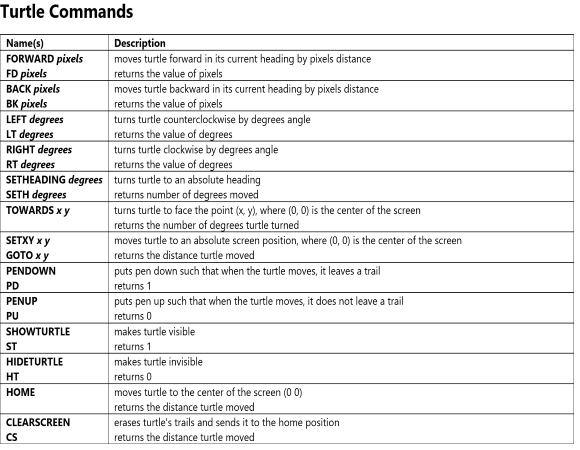 Turtle Commands
Name(s) Description
FORWARD pixels moves turtle forward in its current heading by pixels distance
FD pixels returns the value of pixels
BACK pixels moves turtle backward in its current heading by pixels distance
BK pixels returns the value of pixels
LEFT degrees turns turtle counterclockwise by degrees angle
LT degrees returns the value of degrees
RIGHT degrees turns turtle clockwise by degrees angle
RT degrees returns the value of degrees
SETHEADING degrees turns turtle to an absolute heading
SETH degrees returns number of degrees moved
TOWARDS x y turns turtle to face the point (x, y), where (0, 0) is the center of the screen
returns the number of degrees turtle turned
SETXY x y moves turtle to an absolute screen position, where (0, 0) is the center of the screen
GOTO x y returns the distance turtle moved
PENDOWN puts pen down such that when the turtle moves, it leaves a trail
PD returns 1
PENUP puts pen up such that when the turtle moves, it does not leave a trail
PU returns 0
SHOWTURTLE makes turtle visible
ST returns 1
HIDETURTLE makes turtle invisible
HT returns 0
HOME moves turtle to the center of the screen (0 0)
returns the distance turtle moved
CLEARSCREEN erases turtle's trails and sends it to the home position
CS returns the distance turtle moved